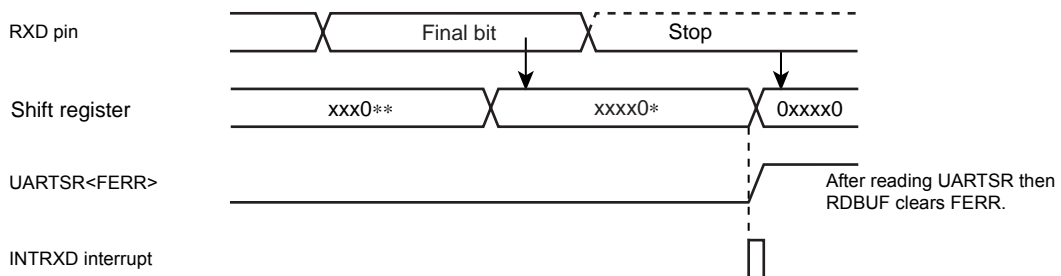 RXD pin
Final bit
Stop
Shift register
xxx0**
xxxx0*
0xxxx0
UARTSR<FERR>
After reading UARTSR then
RDBUF clears FERR.
INTRXD interrupt